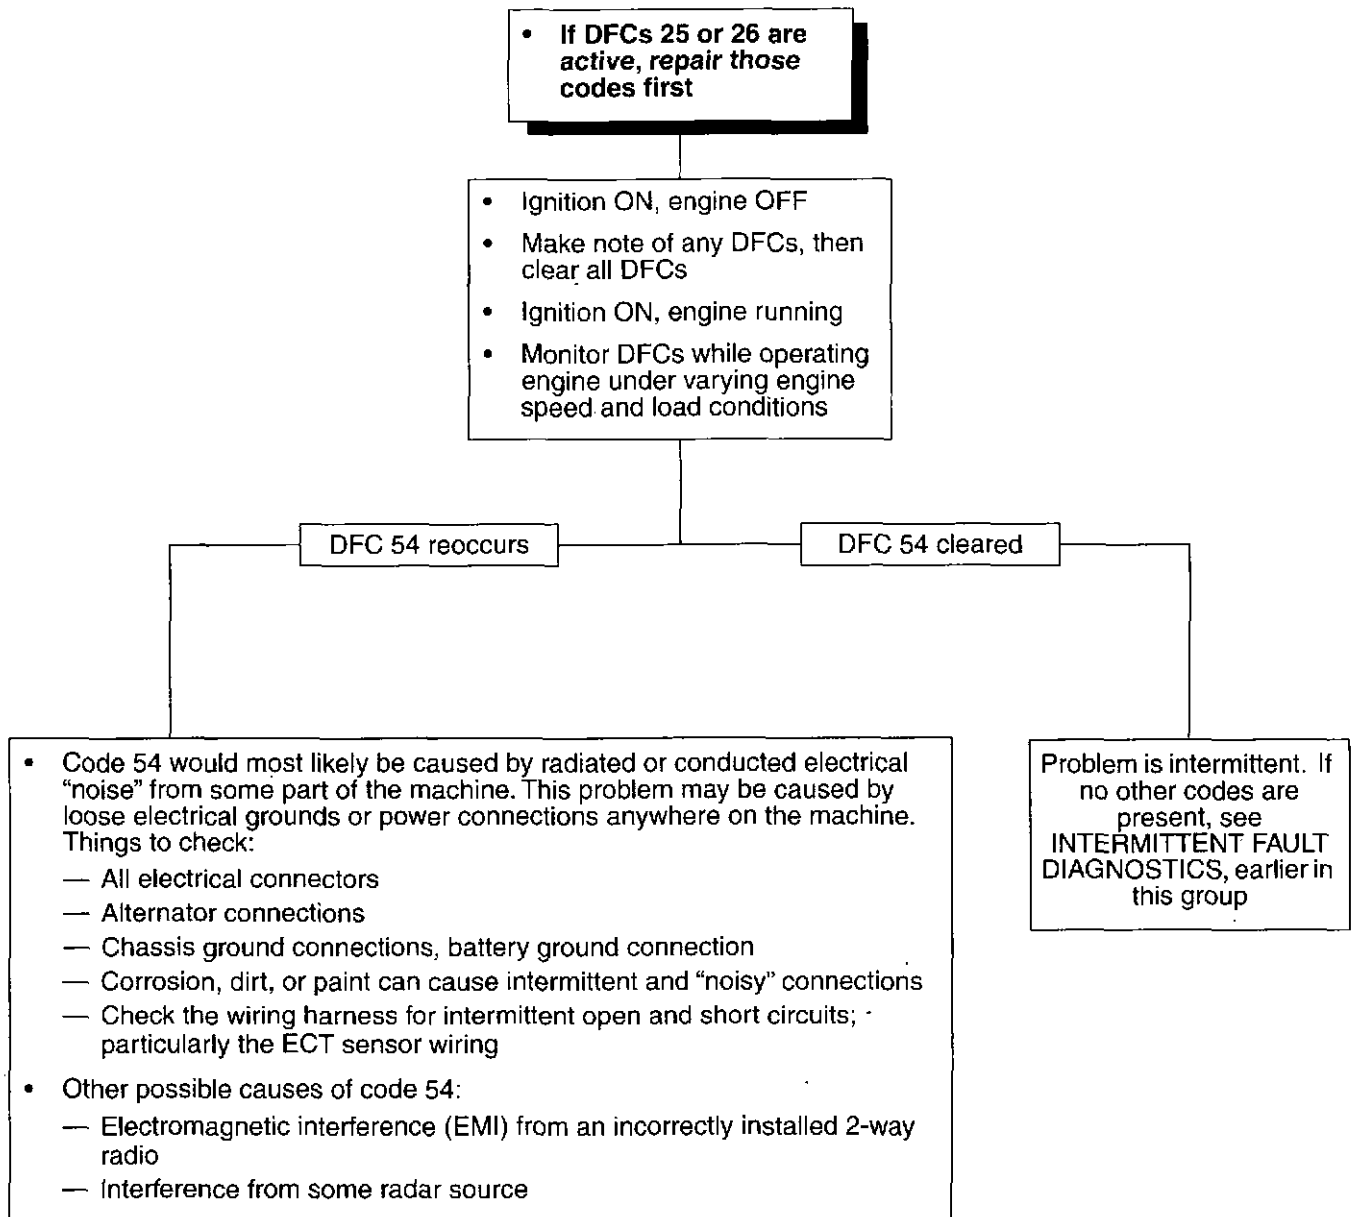 • If DFCs 25 or 26 are
active, repair those
codes first
• Ignition ON, engine OFF
• Make note of any DFCs, then
clear all DFCs
• Ignition ON, engine running
• Monitor DFCs while operating
engine under varying engine
speed and load conditions
DFC 54 reoccurs
DFC 54 cleared
• Code 54 would most likely be caused by radiated or conducted electrical
“noise” from some part of the machine. This problem may be caused by
loose electrical grounds or power connections anywhere on the machine.
Things to check:
— All electrical connectors
— Alternator connections
— Chassis ground connections, battery ground connection
— Corrosion, dirt, or paint can cause intermittent and “noisy” connections
— Check the wiring harness for intermittent open and short circuits;
particularly the ECT sensor wiring
• Other possible causes of code 54:
— Electromagnetic interference (EMI) from an incorrectly installed 2-way
radio
— Interference from some radar source
Problem is intermittent. If
no other codes are
present, see
INTERMITTENT FAULT
DIAGNOSTICS, earlier in
this group